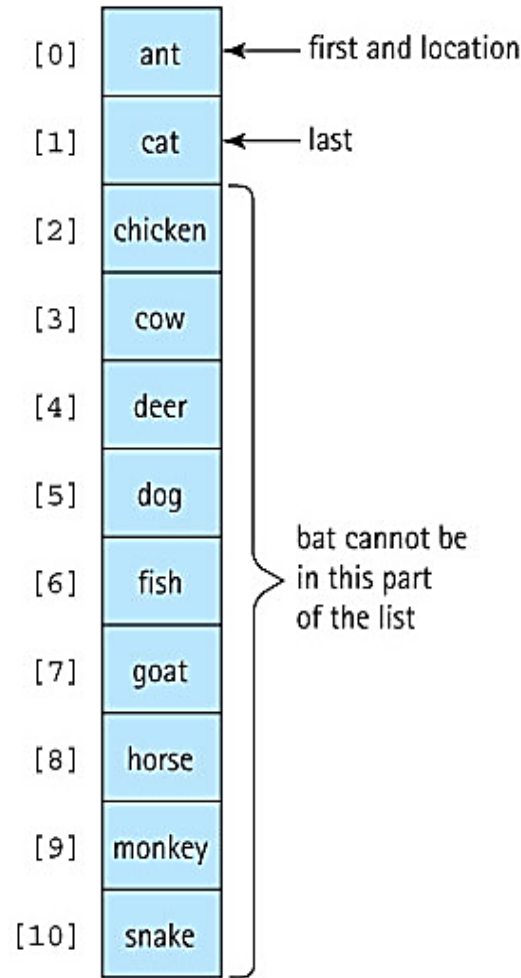 [0] ant first and location
[1] cat last
[2] chicken
[3] cow
[4] deer
[5] dog
[6] fish
[7] goat
[8] horse
[9] monkey
[10] snake
bat cannot be
in this part
of the list